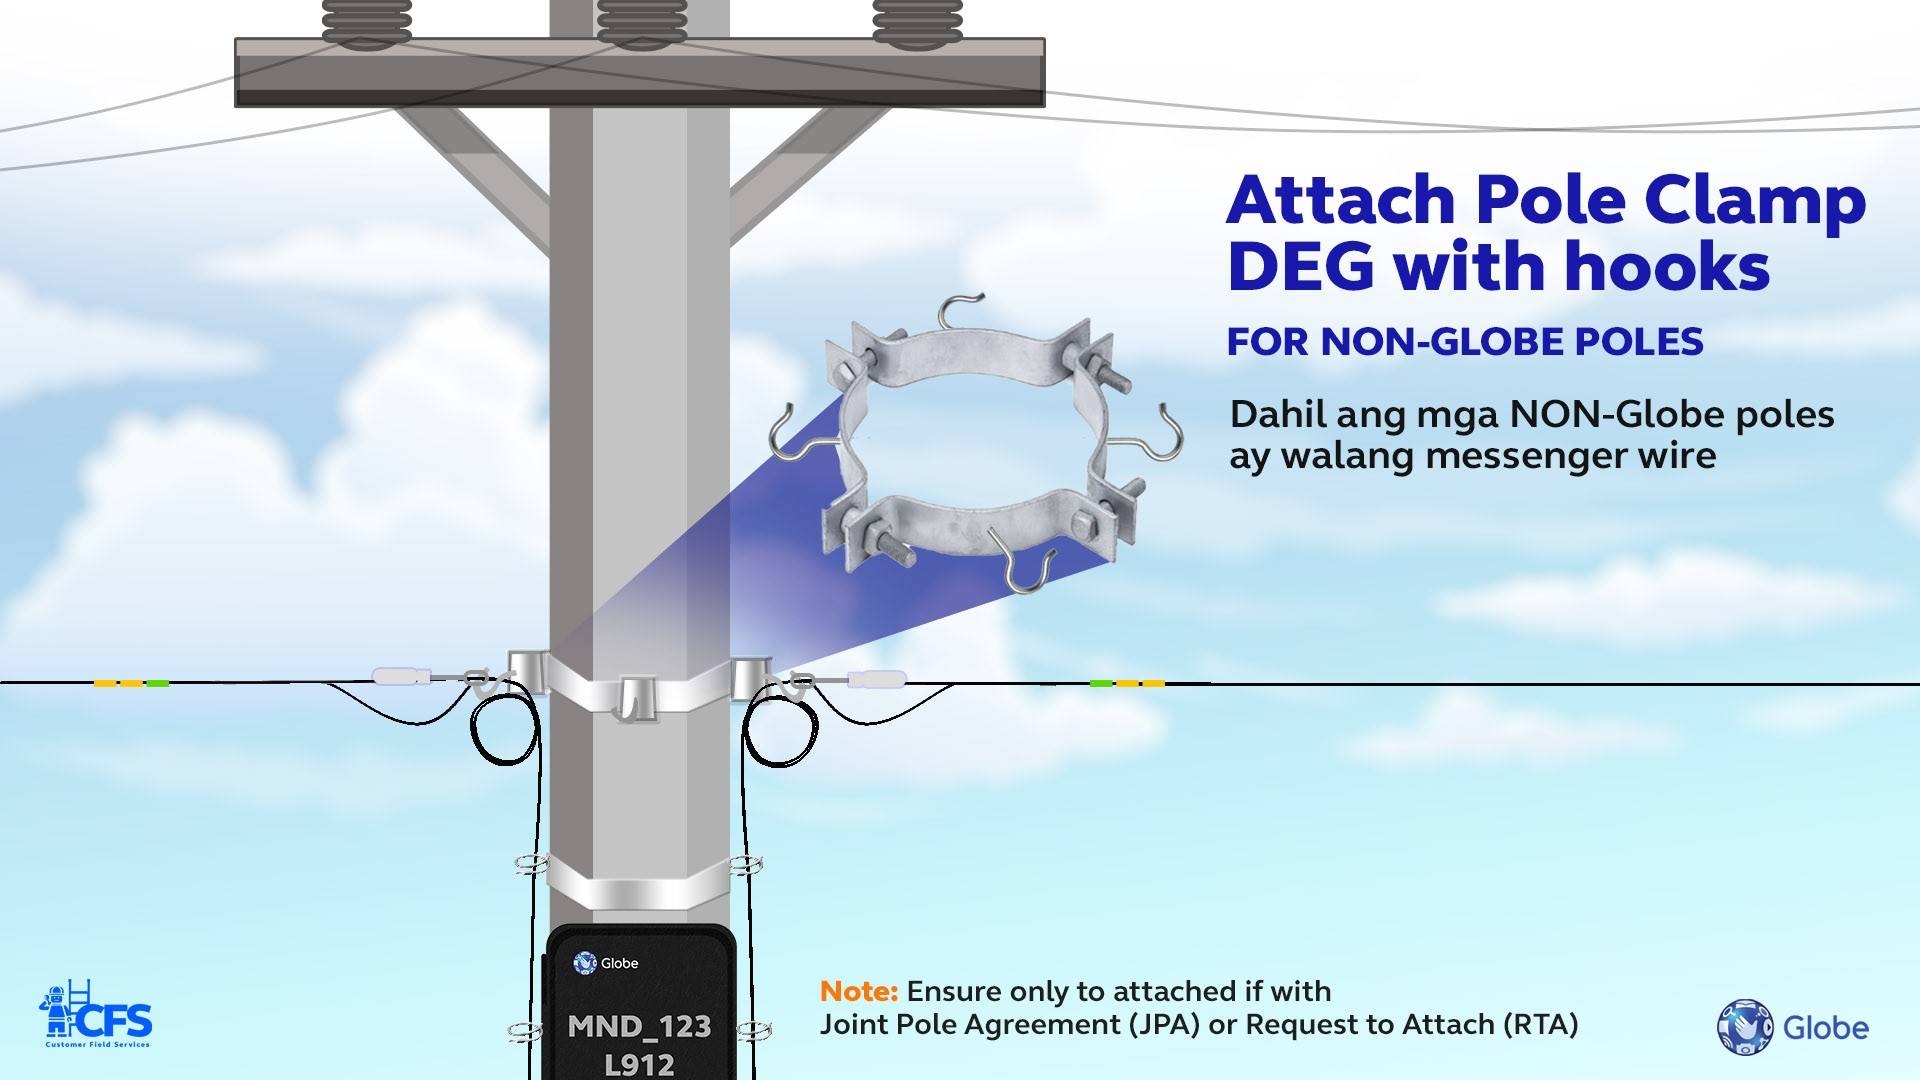 Attach Pole Clamp
DEG with hooks
FOR NON-GLOBE POLES
Dahil ang mga NON-Globe poles
ay walang messenger wire
Globe
MND_123
L912
Note: Ensure only to attached if with
Joint Pole Agreement (JPA) or Request to Attach (RTA)
CFS
Customer Field Services
Globe